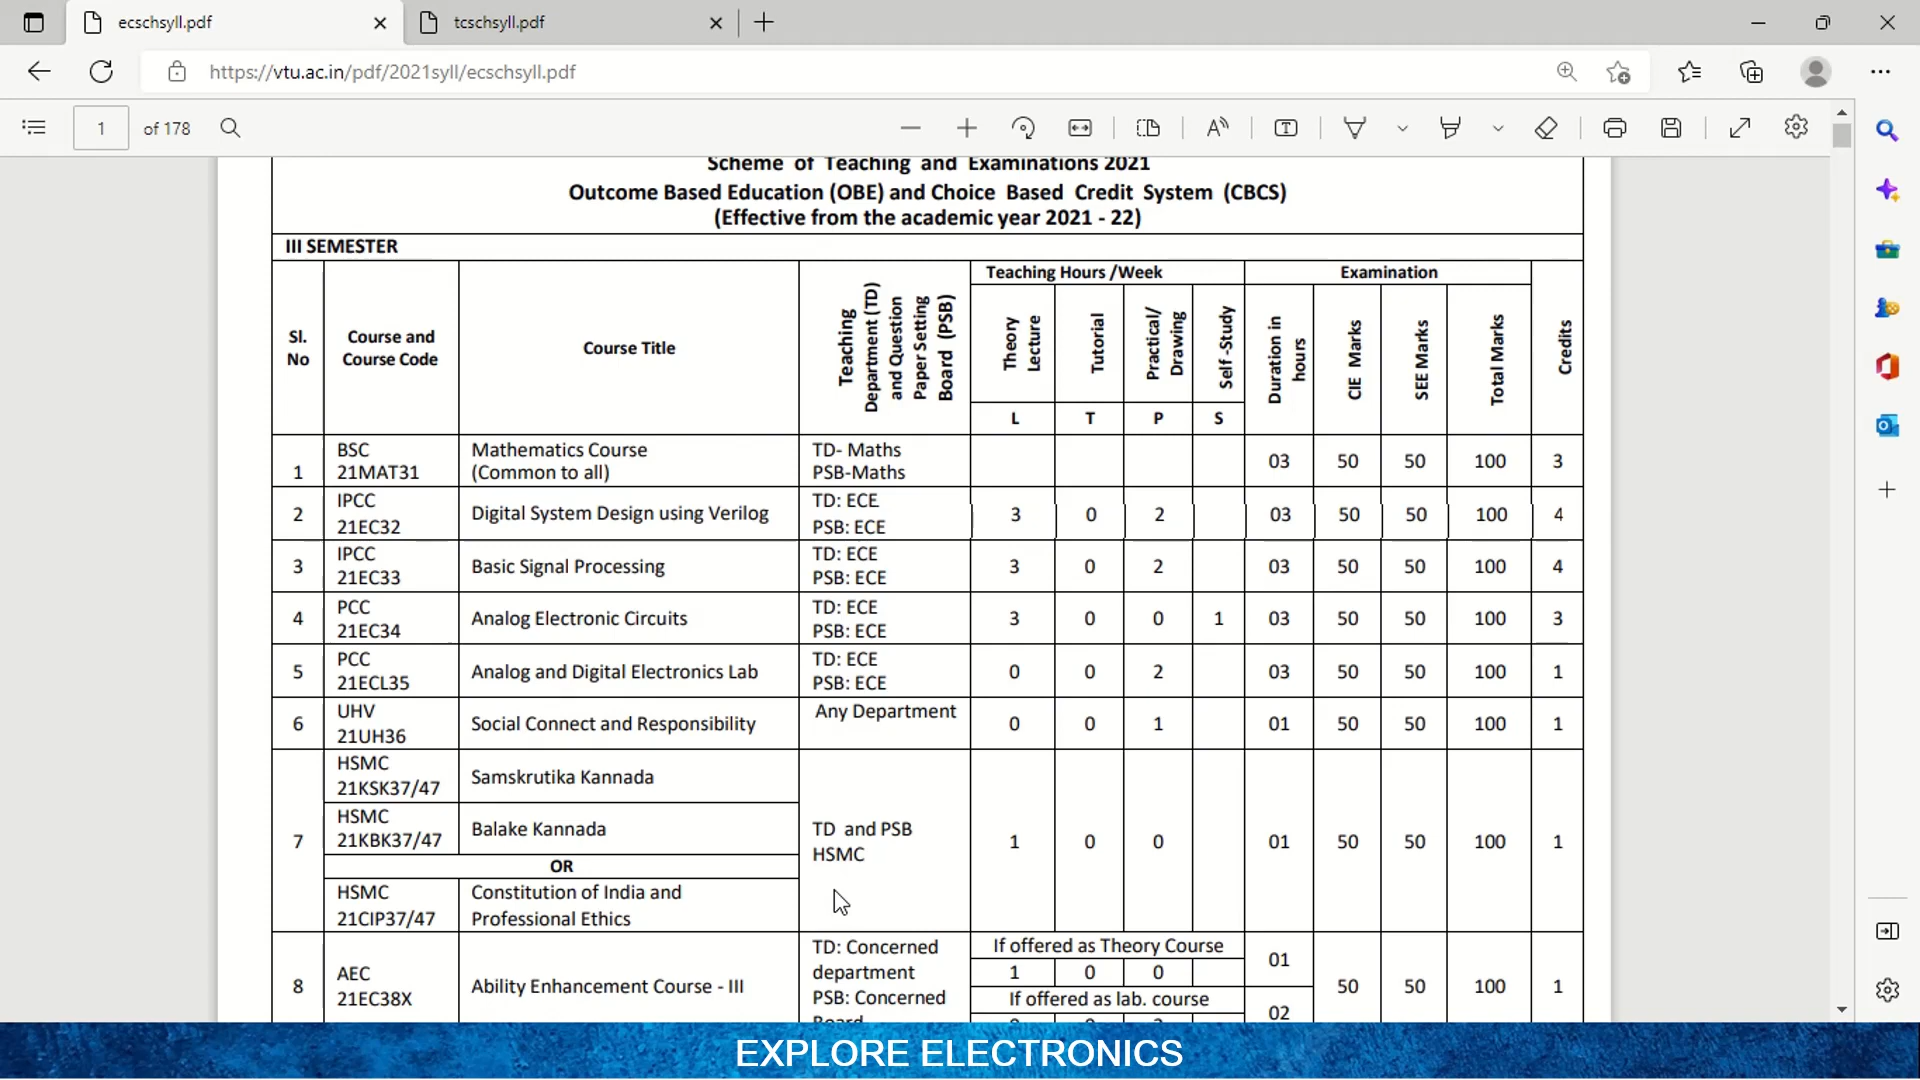 ecschsyll.pdf
tcschsyll.pdf
https://vtu.ac.in/pdf/2021syll/ecschsyll.pdf
1 of 178
Scheme of Teaching and Examinations 2021
Outcome Based Education (OBE) and Choice Based Credit System (CBCS)
(Effective from the academic year 2021 - 22)
III SEMESTER
Sl. No
Course and Course Code
Course Title
Teaching Department (TD) and Question Paper Setting Board (PSB)
Teaching Hours /Week
Examination
Theory Lecture
Tutorial
Practical/ Drawing
Self -Study
Duration in hours
CIE Marks
SEE Marks
Total Marks
Credits
L T P S
1 BSC 21MAT31 Mathematics Course (Common to all) TD- Maths PSB-Maths 03 50 50 100 3
2 IPCC 21EC32 Digital System Design using Verilog TD: ECE PSB: ECE 3 0 2 03 50 50 100 4
3 IPCC 21EC33 Basic Signal Processing TD: ECE PSB: ECE 3 0 2 03 50 50 100 4
4 PCC 21EC34 Analog Electronic Circuits TD: ECE PSB: ECE 3 0 0 1 03 50 50 100 3
5 PCC 21ECL35 Analog and Digital Electronics Lab TD: ECE PSB: ECE 0 0 2 03 50 50 100 1
6 UHV 21UH36 Social Connect and Responsibility Any Department 0 0 1 01 50 50 100 1
7 HSMC 21KSK37/47 Samskrutika Kannada
HSMC 21KBK37/47 Balake Kannada
TD and PSB HSMC 1 0 0 01 50 50 100 1
OR
HSMC 21CIP37/47 Constitution of India and Professional Ethics
8 AEC 21EC38X Ability Enhancement Course - III
TD: Concerned department PSB: Concerned Board
If offered as Theory Course 01
1 0 0
If offered as lab. course 02
50 50 100 1
EXPLORE ELECTRONICS